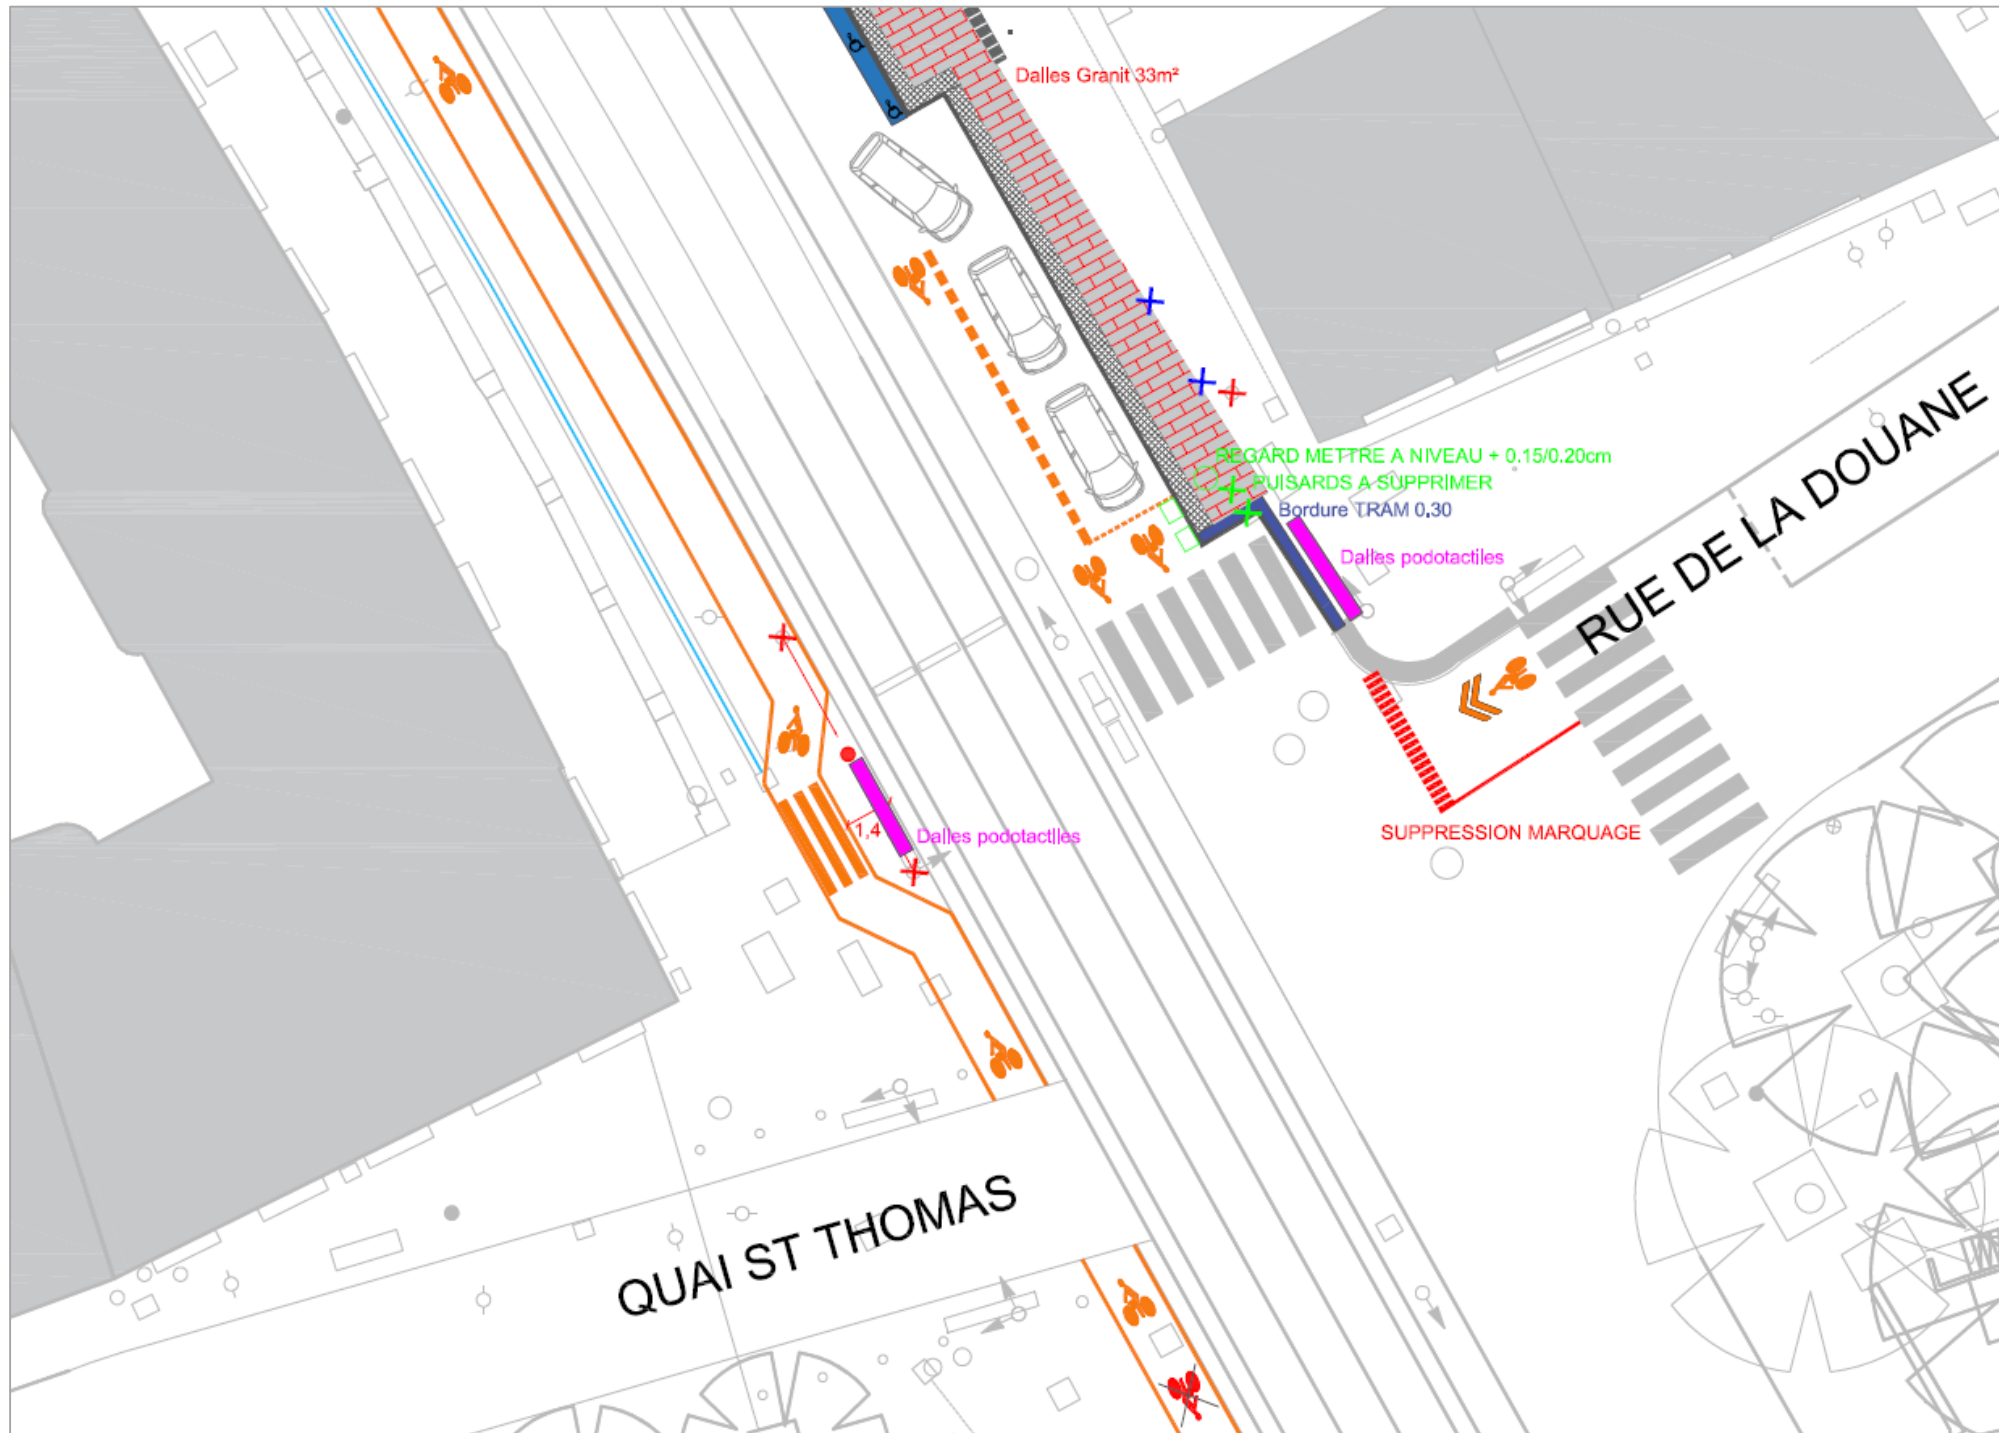 Dalles Granit 33m²
RUE DE LA DOUANE
REGARD METTRE A NIVEAU + 0.15/0.20cm
PUISARDS A SUPPRIMER
Bordure TRAM 0.30
Dalles podotactiles
SUPPRESSION MARQUAGE
1,4
Dalles podotactiles
QUAI ST THOMAS